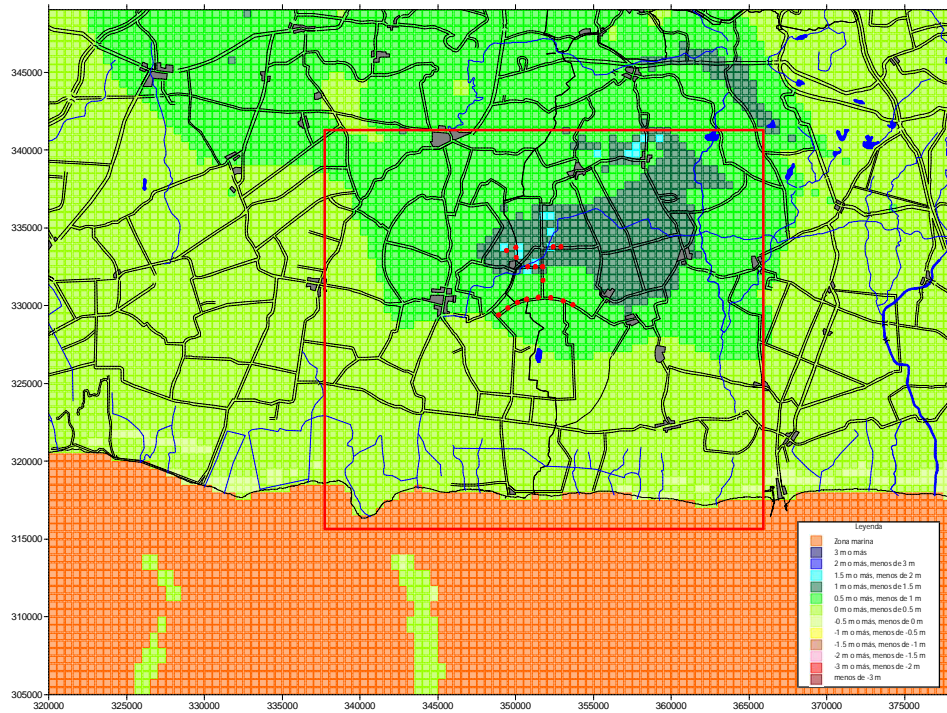 345000
340000
335000
330000
325000
320000
315000
310000
305000
320000 325000 330000 335000 340000 345000 350000 355000 360000 365000 370000 375000
Leyenda
Zona marina
3 m o más
2 m o más, menos de 3 m
1.5 m o más, menos de 2 m
1 m o más, menos de 1.5 m
0.5 m o más, menos de 1 m
0 m o más, menos de 0.5 m
-0.5 m o más, menos de 0 m
-1 m o más, menos de -0.5 m
-1.5 m o más, menos de -1 m
-2 m o más, menos de -1.5 m
-3 m o más, menos de -2 m
menos de -3 m